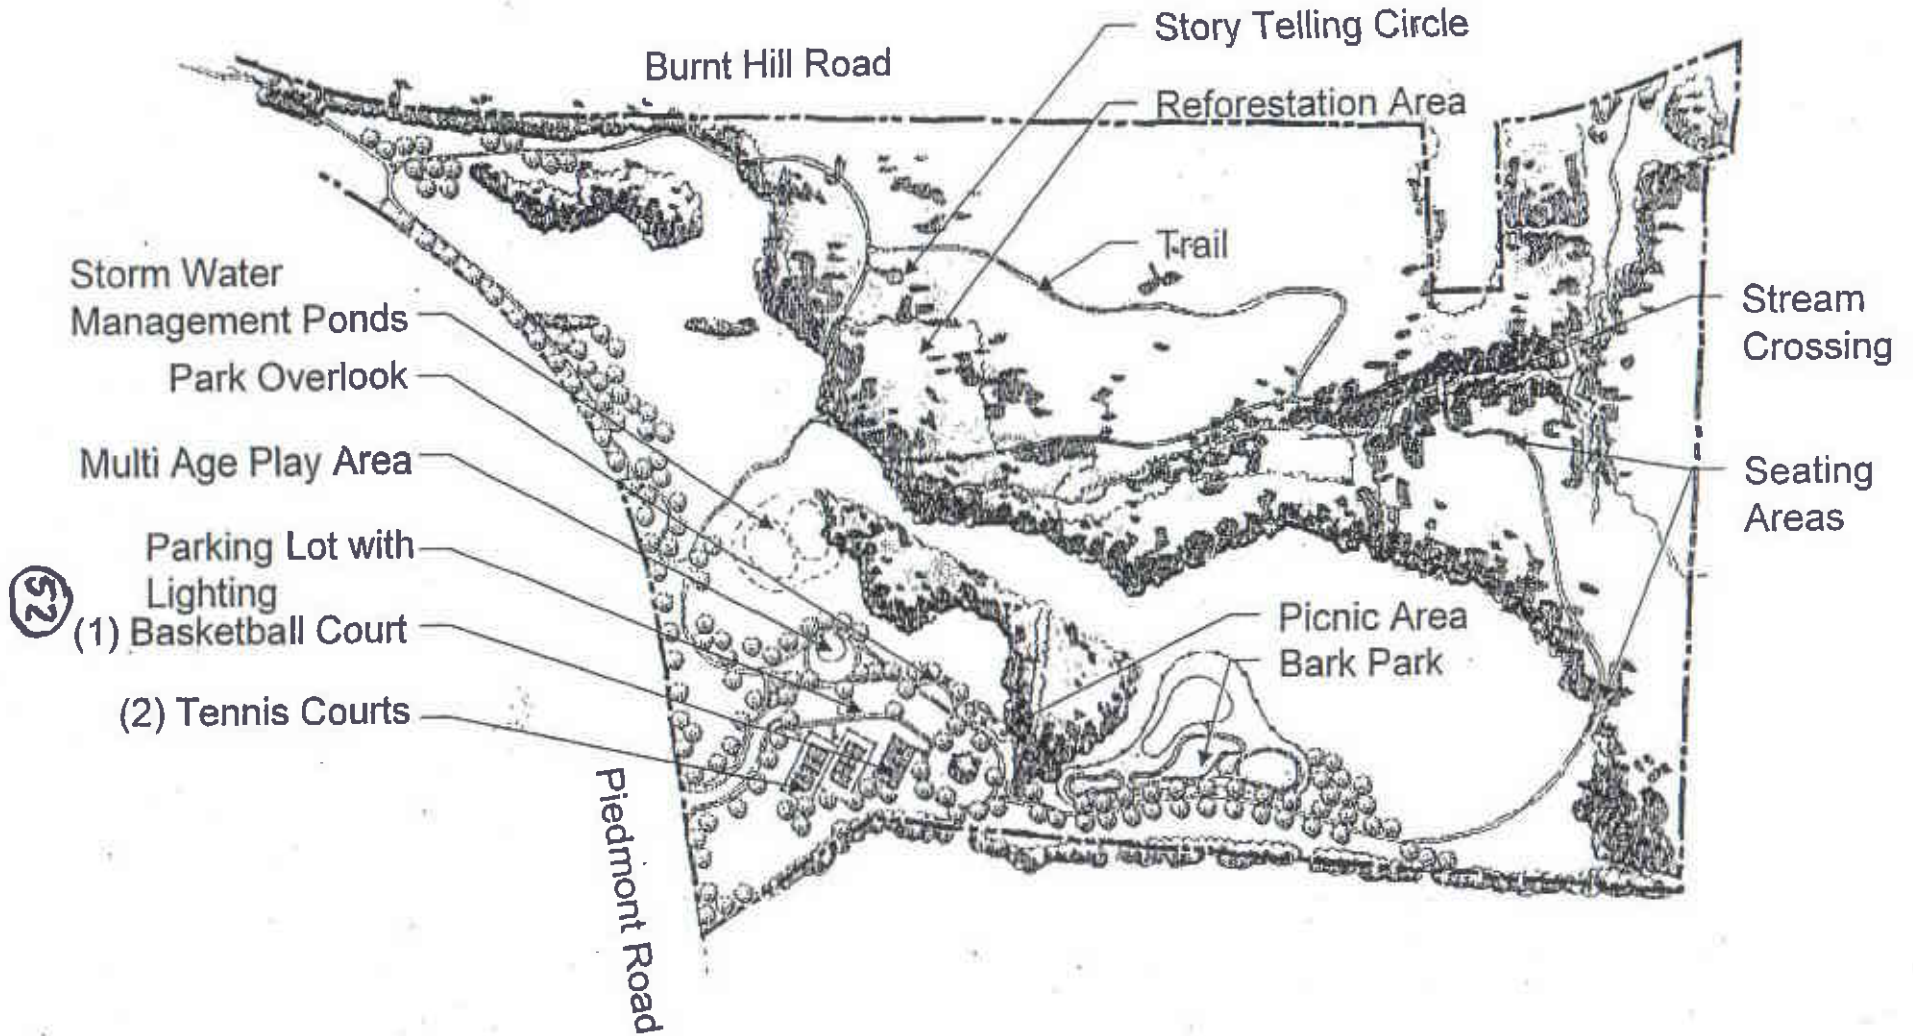 Story Telling Circle
Burnt Hill Road
Reforestation Area
Trail
Storm Water
Management Ponds
Park Overlook
Multi Age Play Area
Parking Lot with
Lighting
(1) Basketball Court
(2) Tennis Courts
52
Stream
Crossing
Seating
Areas
Picnic Area
Bark Park
Piedmont Road